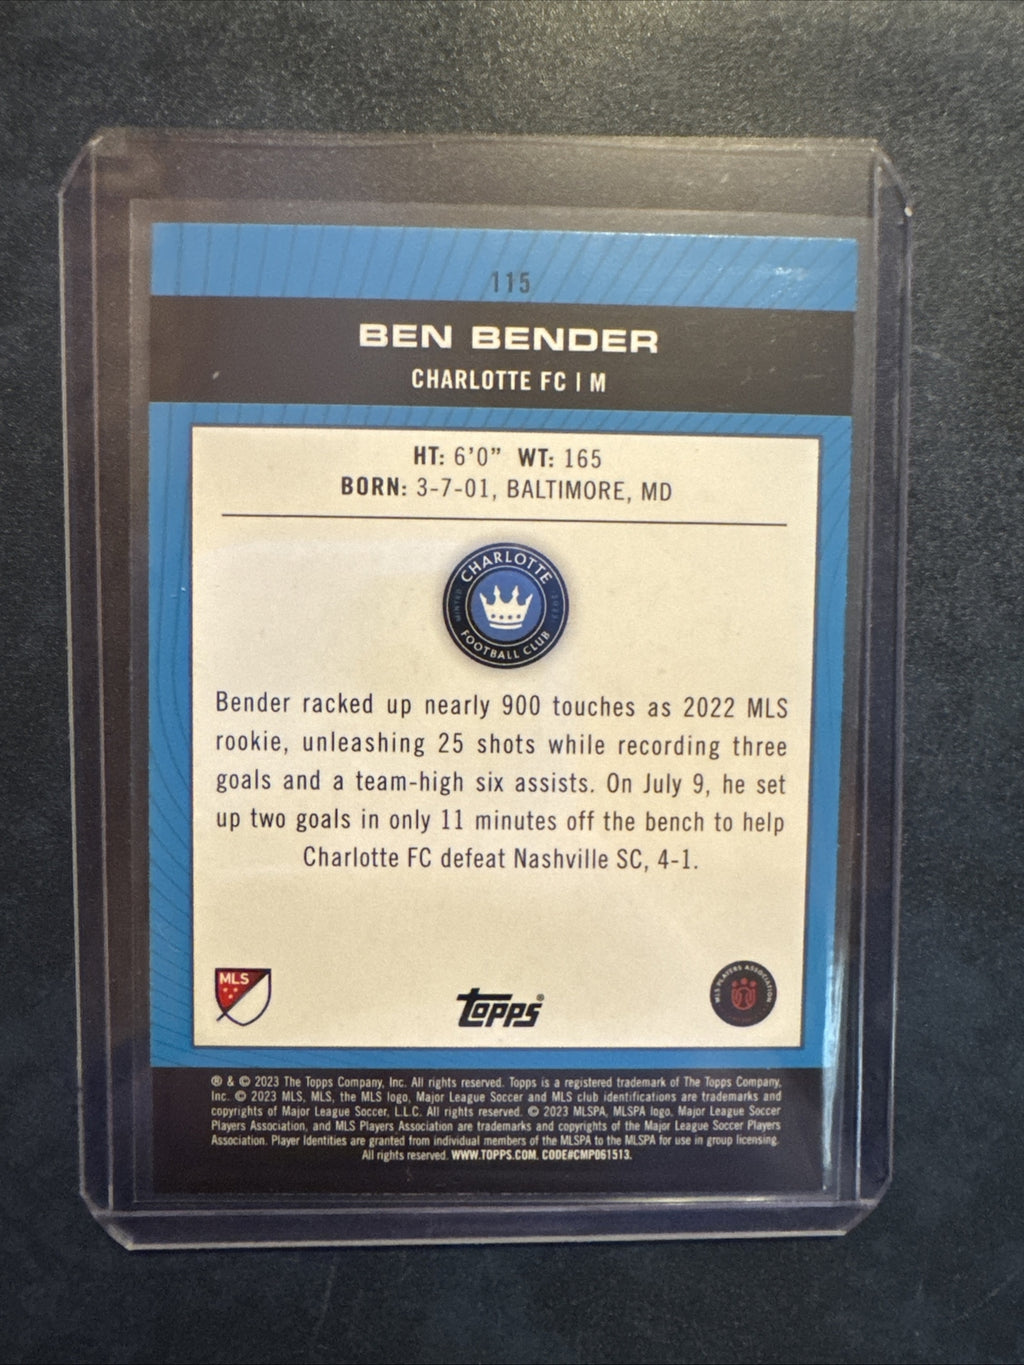 115
BEN BENDER
CHARLOTTE FC | M
HT: 6'0" WT: 165
BORN: 3-7-01, BALTIMORE, MD
CHARLOTTE
MINTED 2022
FOOTBALL CLUB
Bender racked up nearly 900 touches as 2022 MLS
rookie, unleashing 25 shots while recording three
goals and a team-high six assists. On July 9, he set
up two goals in only 11 minutes off the bench to help
Charlotte FC defeat Nashville SC, 4-1.
MLS
Topps®
MLS PLAYERS ASSOCIATION
® & © 2023 The Topps Company, Inc. All rights reserved. Topps is a registered trademark of The Topps Company,
Inc. © 2023 MLS, MLS, the MLS logo, Major League Soccer and MLS club identifications are trademarks and
copyrights of Major League Soccer, L.L.C. All rights reserved. © 2023 MLSPA, MLSPA logo, Major League Soccer
Players Association, and MLS Players Association are trademarks and copyrights of the Major League Soccer Players
Association. Player Identities are granted from individual members of the MLSPA to the MLSPA for use in group licensing.
All rights reserved. WWW.TOPPS.COM. CODE#CMP061513.